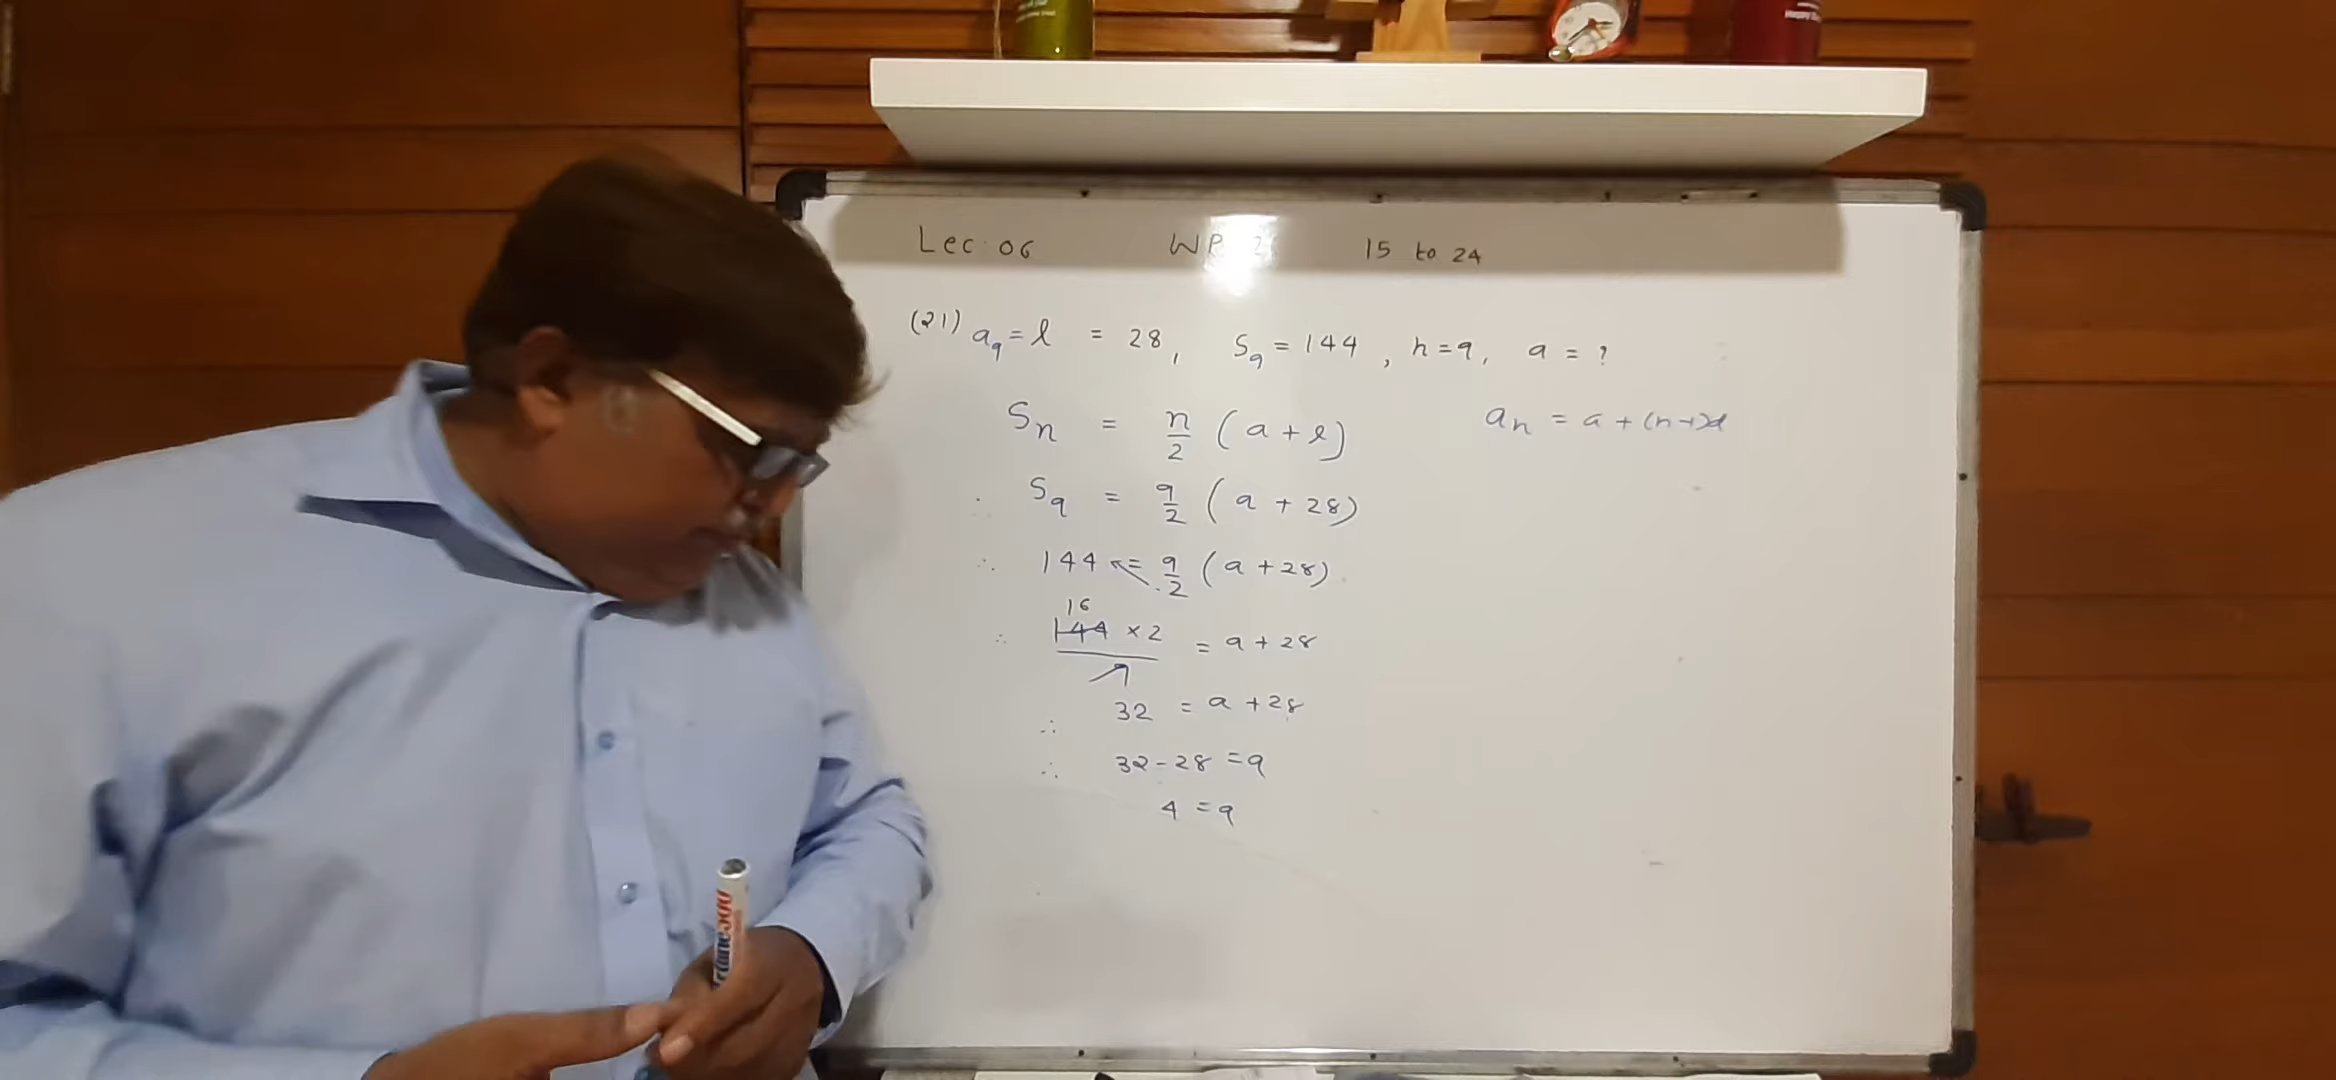 Lec 06 WP 15 to 24
(21) a₉ = l = 28, S₉ = 144, n = 9, a = ?
Sₙ = n/2 (a + l) aₙ = a + (n-1)d
∴ S₉ = 9/2 (a + 28)
∴ 144 = 9/2 (a + 28)
16
∴ 144 × 2 = a + 28
∴ 32 = a + 28
∴ 32 - 28 = a
4 = a